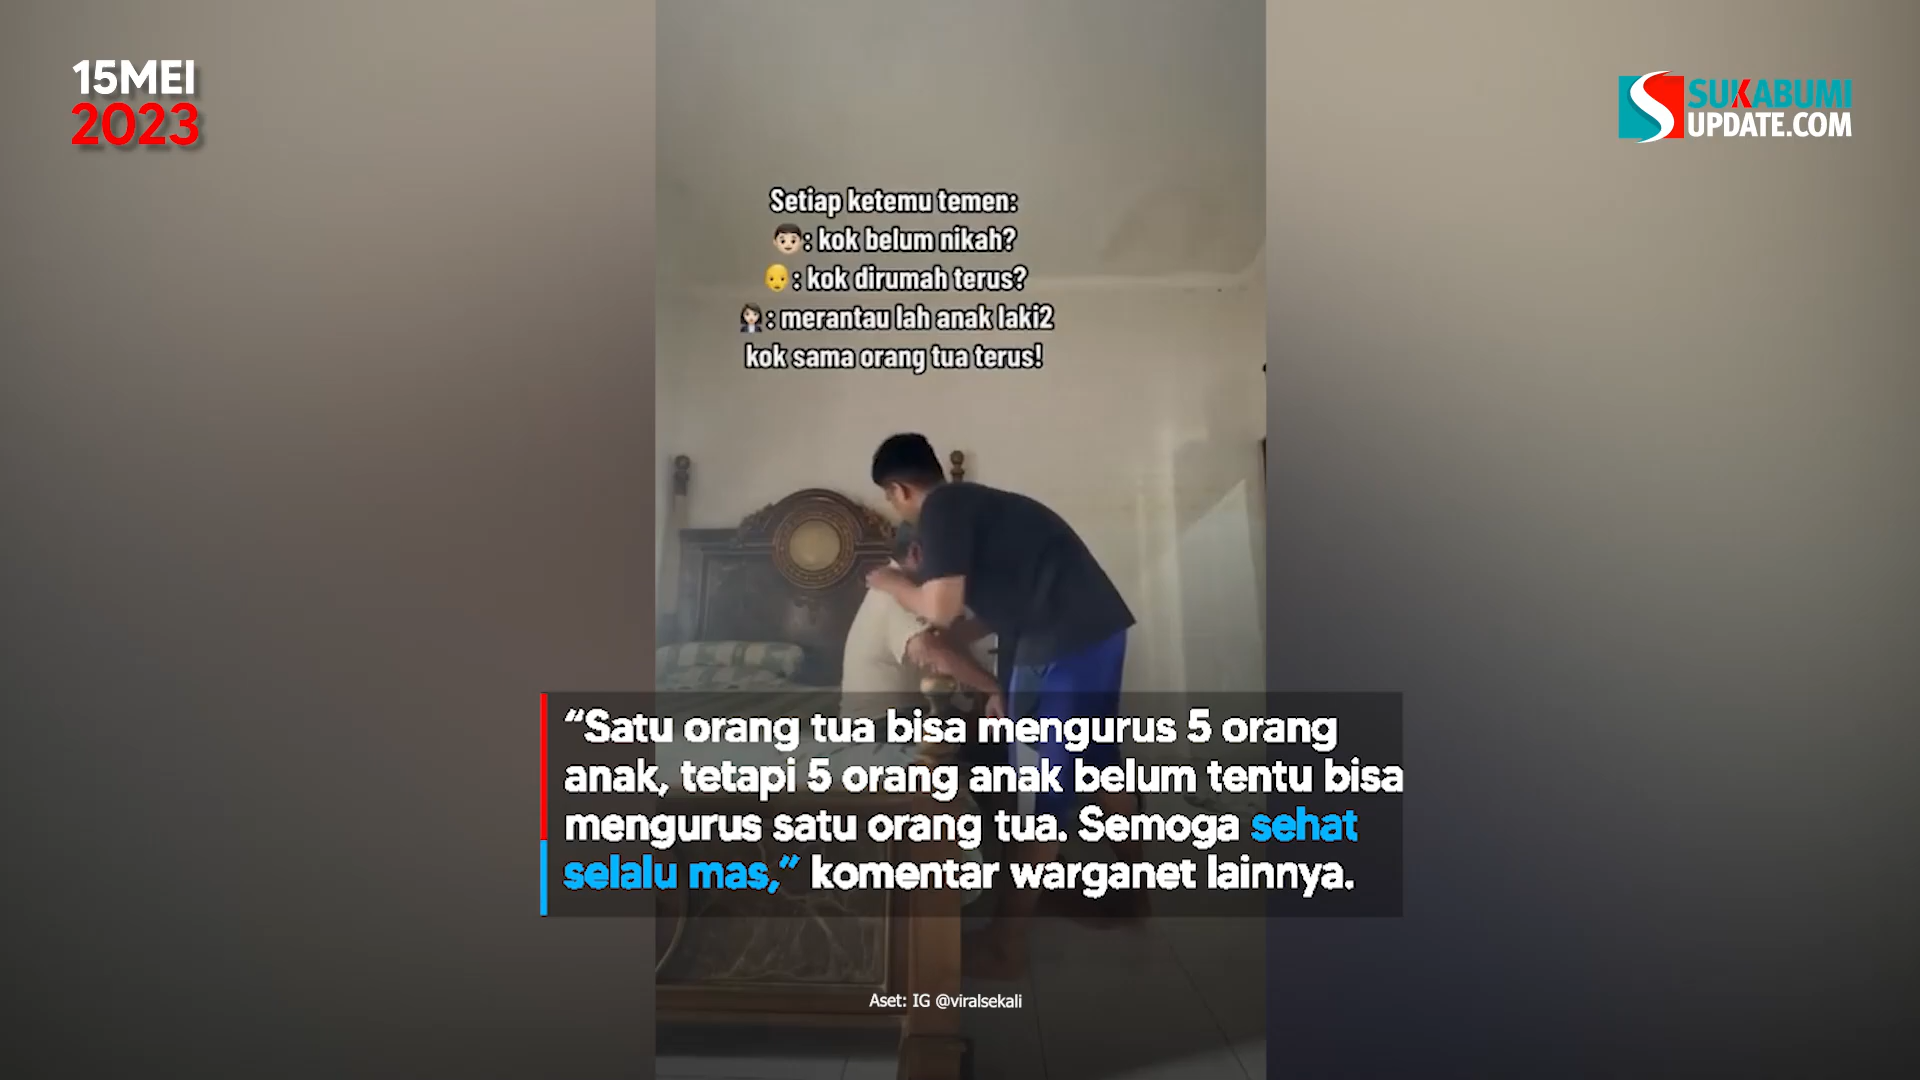 15MEI
2023
SUKABUMI
UPDATE.COM
Setiap ketemu temen:
👦🏻: kok belum nikah?
👨‍🦲: kok dirumah terus?
👩🏻‍💼: merantau lah anak laki2
kok sama orang tua terus!
“Satu orang tua bisa mengurus 5 orang
anak, tetapi 5 orang anak belum tentu bisa
mengurus satu orang tua. Semoga sehat
selalu mas,” komentar warganet lainnya.
Aset: IG @viralsekali